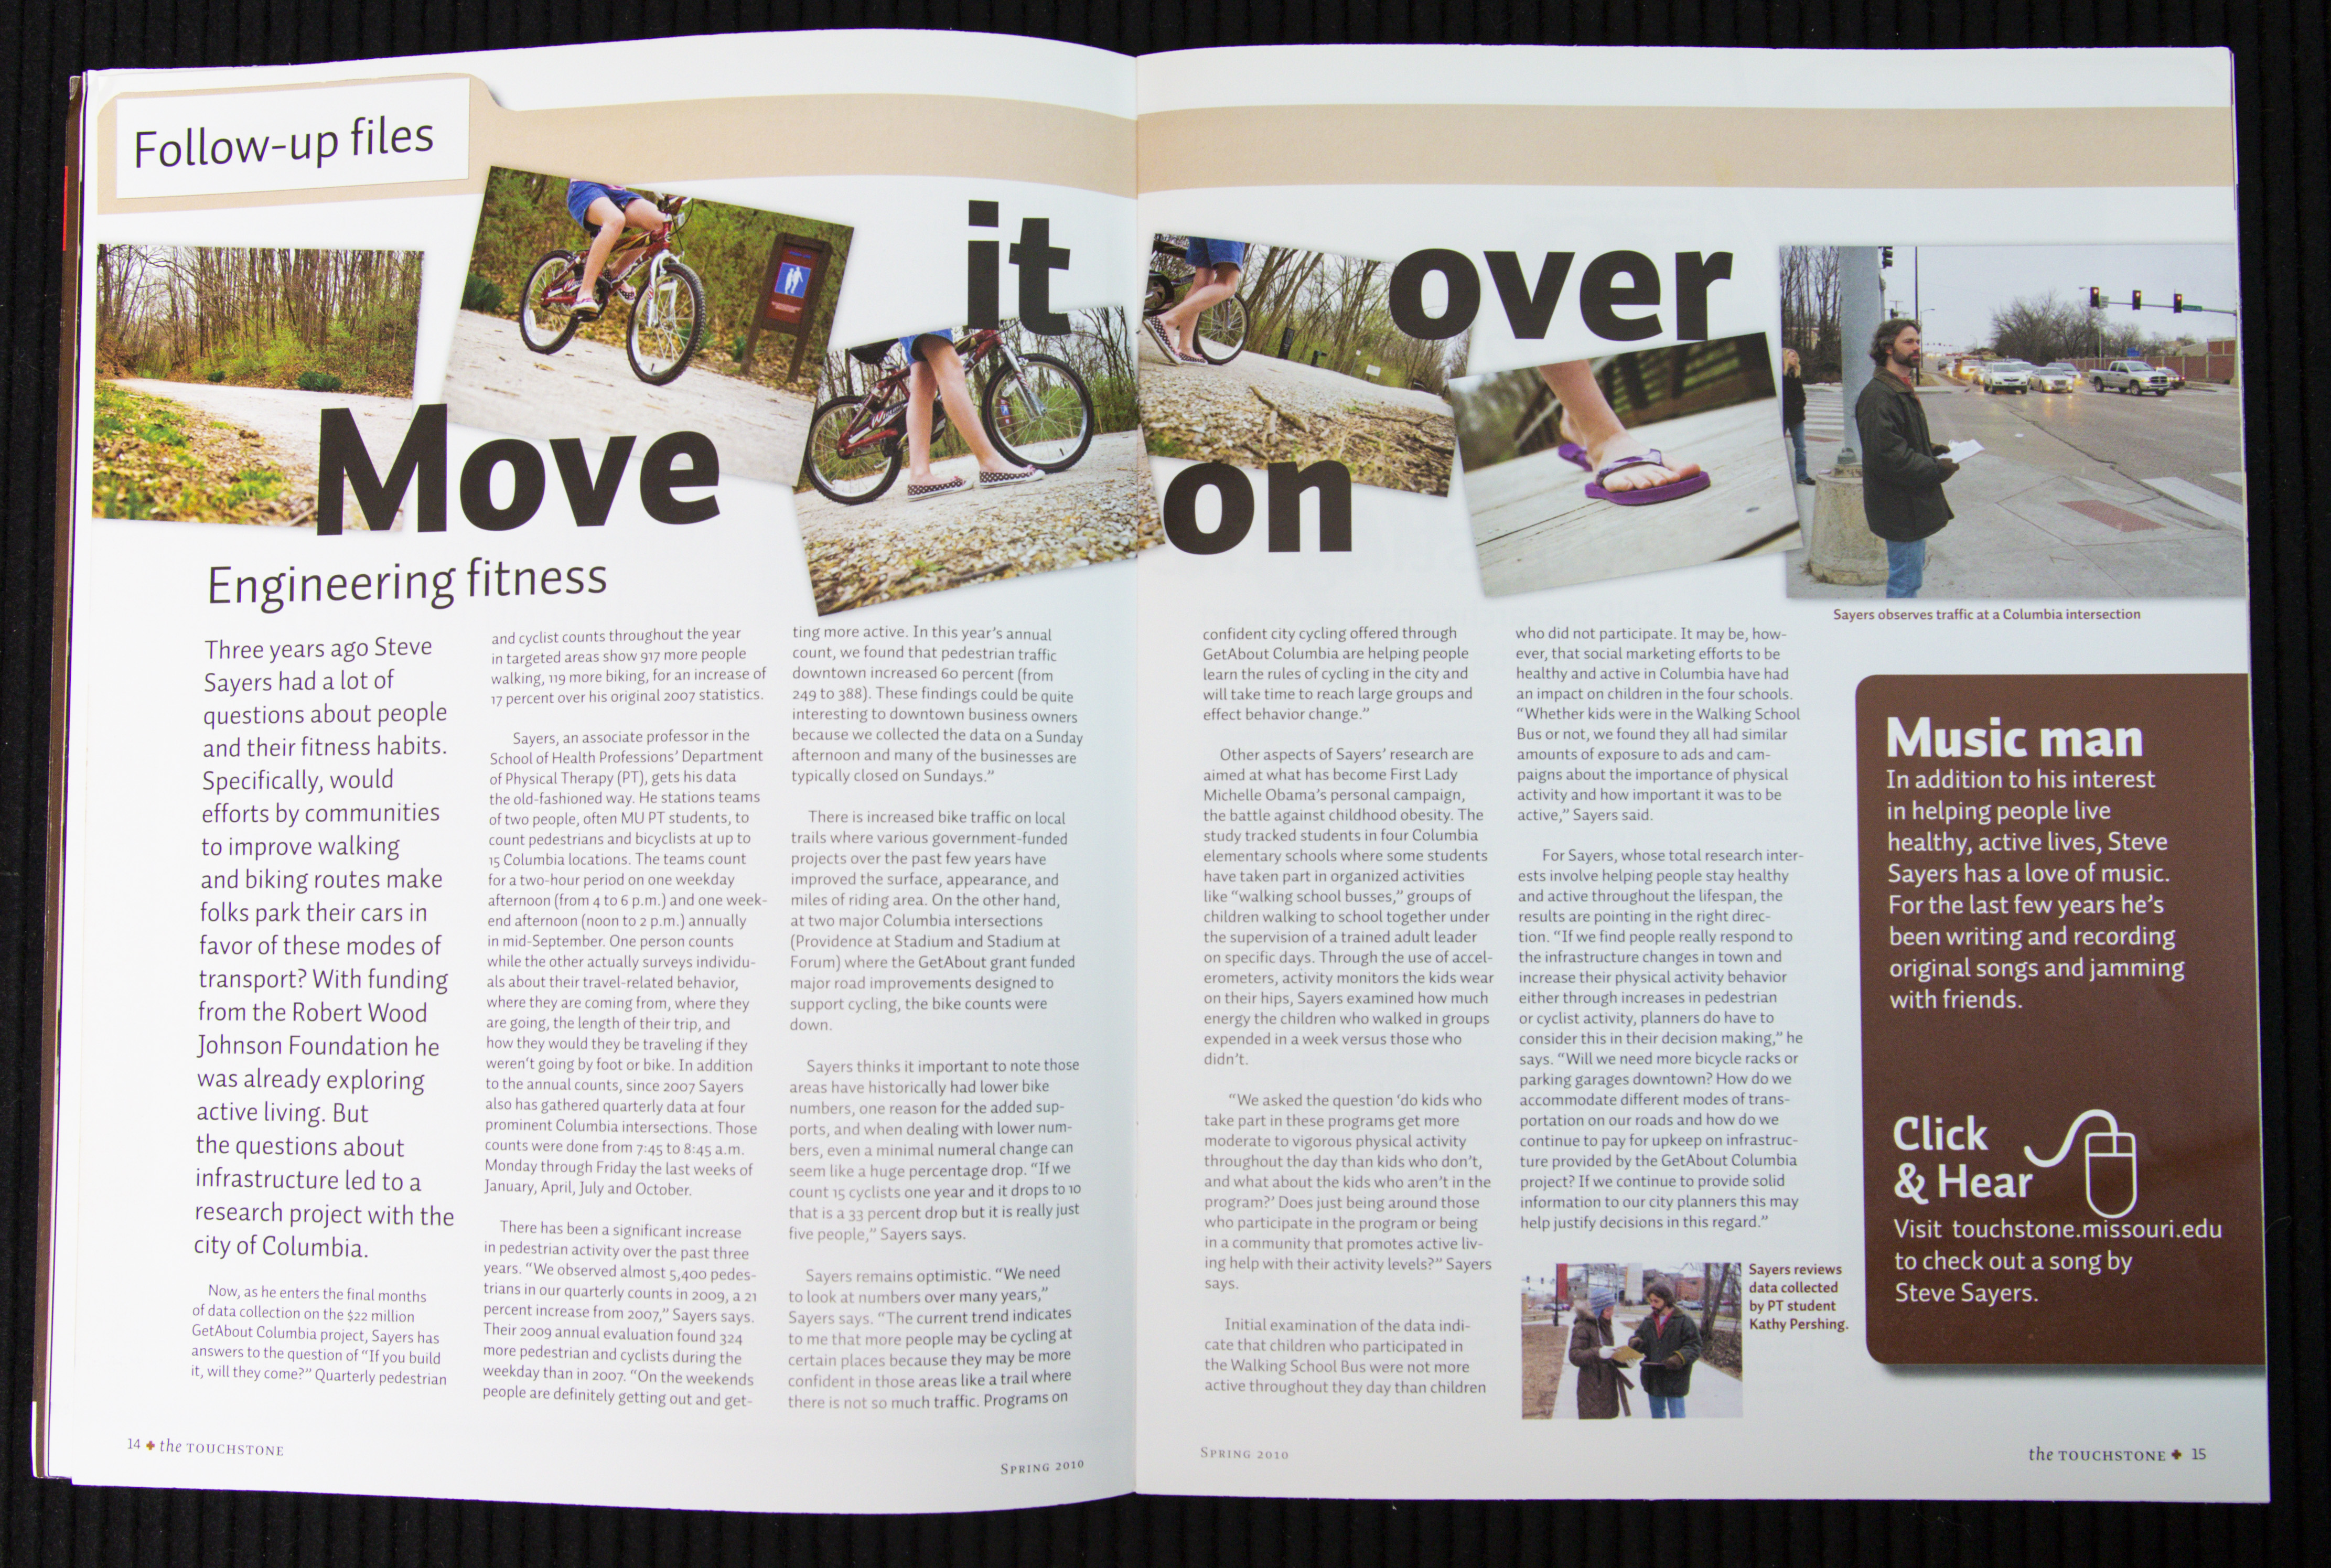 Follow-up files
Move
it
on
over
Engineering fitness
Three years ago Steve
Sayers had a lot of
questions about people
and their fitness habits.
Specifically, would
efforts by communities
to improve walking
and biking routes make
folks park their cars in
favor of these modes of
transport? With funding
from the Robert Wood
Johnson Foundation he
was already exploring
active living. But
the questions about
infrastructure led to a
research project with the
city of Columbia.
Now, as he enters the final months
of data collection on the $22 million
GetAbout Columbia project, Sayers has
answers to the question of “If you build
it, will they come?” Quarterly pedestrian
and cyclist counts throughout the year
in targeted areas show 917 more people
walking, 119 more biking, for an increase of
17 percent over his original 2007 statistics.
Sayers, an associate professor in the
School of Health Professions’ Department
of Physical Therapy (PT), gets his data
the old-fashioned way. He stations teams
of two people, often MU PT students, to
count pedestrians and bicyclists at up to
15 Columbia locations. The teams count
for a two-hour period on one weekday
afternoon (from 4 to 6 p.m.) and one week-
end afternoon (noon to 2 p.m.) annually
in mid-September. One person counts
while the other actually surveys individu-
als about their travel-related behavior,
where they are coming from, where they
are going, the length of their trip, and
how they would they be traveling if they
weren’t going by foot or bike. In addition
to the annual counts, since 2007 Sayers
also has gathered quarterly data at four
prominent Columbia intersections. Those
counts were done from 7:45 to 8:45 a.m.
Monday through Friday the last weeks of
January, April, July and October.
There has been a significant increase
in pedestrian activity over the past three
years. “We observed almost 5,400 pedes-
trians in our quarterly counts in 2009, a 21
percent increase from 2007,” Sayers says.
Their 2009 annual evaluation found 324
more pedestrian and cyclists during the
weekday than in 2007. “On the weekends
people are definitely getting out and get-
ting more active. In this year’s annual
count, we found that pedestrian traffic
downtown increased 60 percent (from
249 to 388). These findings could be quite
interesting to downtown business owners
because we collected the data on a Sunday
afternoon and many of the businesses are
typically closed on Sundays.”
There is increased bike traffic on local
trails where various government-funded
projects over the past few years have
improved the surface, appearance, and
miles of riding area. On the other hand,
at two major Columbia intersections
(Providence at Stadium and Stadium at
Forum) where the GetAbout grant funded
major road improvements designed to
support cycling, the bike counts were
down.
Sayers thinks it important to note those
areas have historically had lower bike
numbers, one reason for the added sup-
ports, and when dealing with lower num-
bers, even a minimal numeral change can
seem like a huge percentage drop. “If we
count 15 cyclists one year and it drops to 10
that is a 33 percent drop but it is really just
five people,” Sayers says.
Sayers remains optimistic. “We need
to look at numbers over many years,”
Sayers says. “The current trend indicates
to me that more people may be cycling at
certain places because they may be more
confident in those areas like a trail where
there is not so much traffic. Programs on
14 the TOUCHSTONE
SPRING 2010
confident city cycling offered through
GetAbout Columbia are helping people
learn the rules of cycling in the city and
will take time to reach large groups and
effect behavior change.”
Other aspects of Sayers’ research are
aimed at what has become First Lady
Michelle Obama’s personal campaign,
the battle against childhood obesity. The
study tracked students in four Columbia
elementary schools where some students
have taken part in organized activities
like “walking school busses,” groups of
children walking to school together under
the supervision of a trained adult leader
on specific days. Through the use of accel-
erometers, activity monitors the kids wear
on their hips, Sayers examined how much
energy the children who walked in groups
expended in a week versus those who
didn’t.
“We asked the question ‘do kids who
take part in these programs get more
moderate to vigorous physical activity
throughout the day than kids who don’t,
and what about the kids who aren’t in the
program?’ Does just being around those
who participate in the program or being
in a community that promotes active liv-
ing help with their activity levels?” Sayers
says.
Initial examination of the data indi-
cate that children who participated in
the Walking School Bus were not more
active throughout they day than children
who did not participate. It may be, how-
ever, that social marketing efforts to be
healthy and active in Columbia have had
an impact on children in the four schools.
“Whether kids were in the Walking School
Bus or not, we found they all had similar
amounts of exposure to ads and cam-
paigns about the importance of physical
activity and how important it was to be
active,” Sayers said.
For Sayers, whose total research inter-
ests involve helping people stay healthy
and active throughout the lifespan, the
results are pointing in the right direc-
tion. “If we find people really respond to
the infrastructure changes in town and
increase their physical activity behavior
either through increases in pedestrian
or cyclist activity, planners do have to
consider this in their decision making,” he
says. “Will we need more bicycle racks or
parking garages downtown? How do we
accommodate different modes of trans-
portation on our roads and how do we
continue to pay for upkeep on infrastruc-
ture provided by the GetAbout Columbia
project? If we continue to provide solid
information to our city planners this may
help justify decisions in this regard.”
Sayers reviews
data collected
by PT student
Kathy Pershing.
Sayers observes traffic at a Columbia intersection
Music man
In addition to his interest
in helping people live
healthy, active lives, Steve
Sayers has a love of music.
For the last few years he’s
been writing and recording
original songs and jamming
with friends.
Click
& Hear
Visit touchstone.missouri.edu
to check out a song by
Steve Sayers.
SPRING 2010
the TOUCHSTONE 15